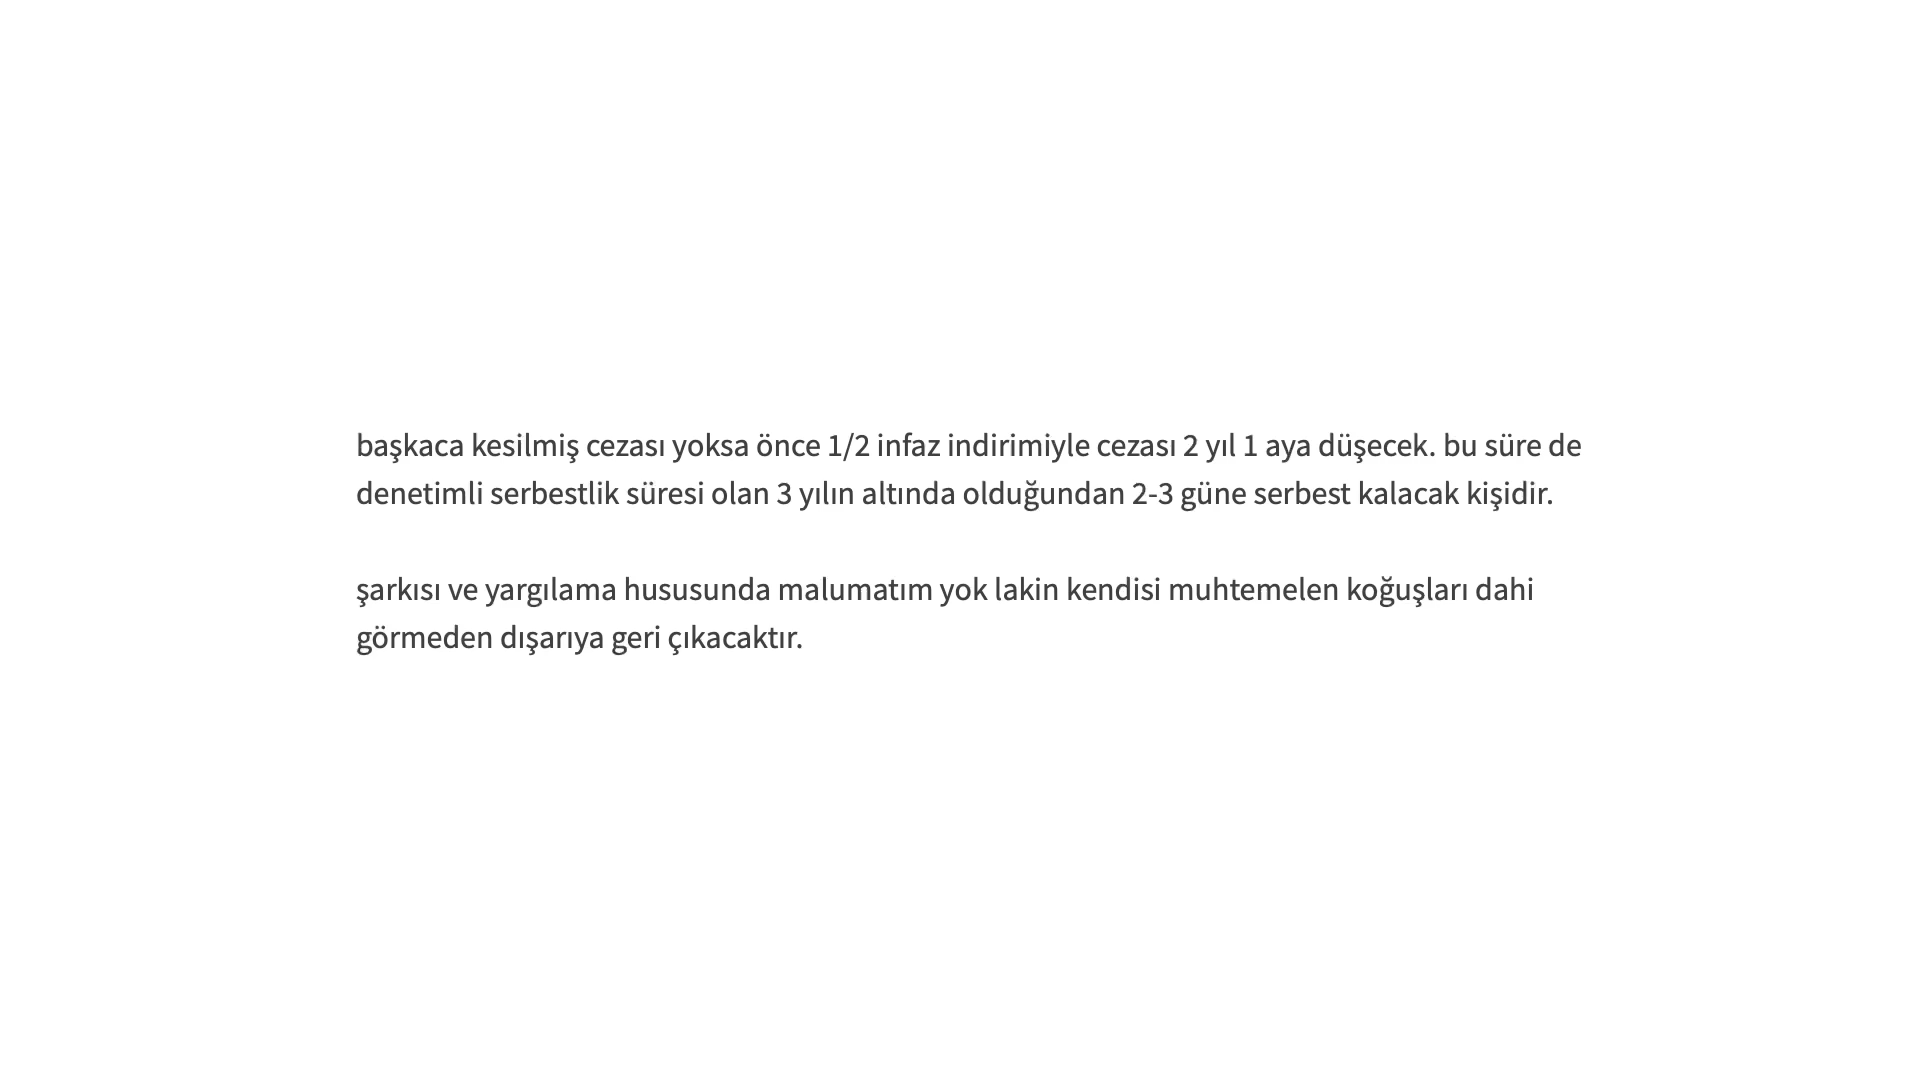 başkaca kesilmiş cezası yoksa önce 1/2 infaz indirimiyle cezası 2 yıl 1 aya düşecek. bu süre de
denetimli serbestlik süresi olan 3 yılın altında olduğundan 2-3 güne serbest kalacak kişidir.
şarkısı ve yargılama hususunda malumatım yok lakin kendisi muhtemelen koğuşları dahi
görmeden dışarıya geri çıkacaktır.